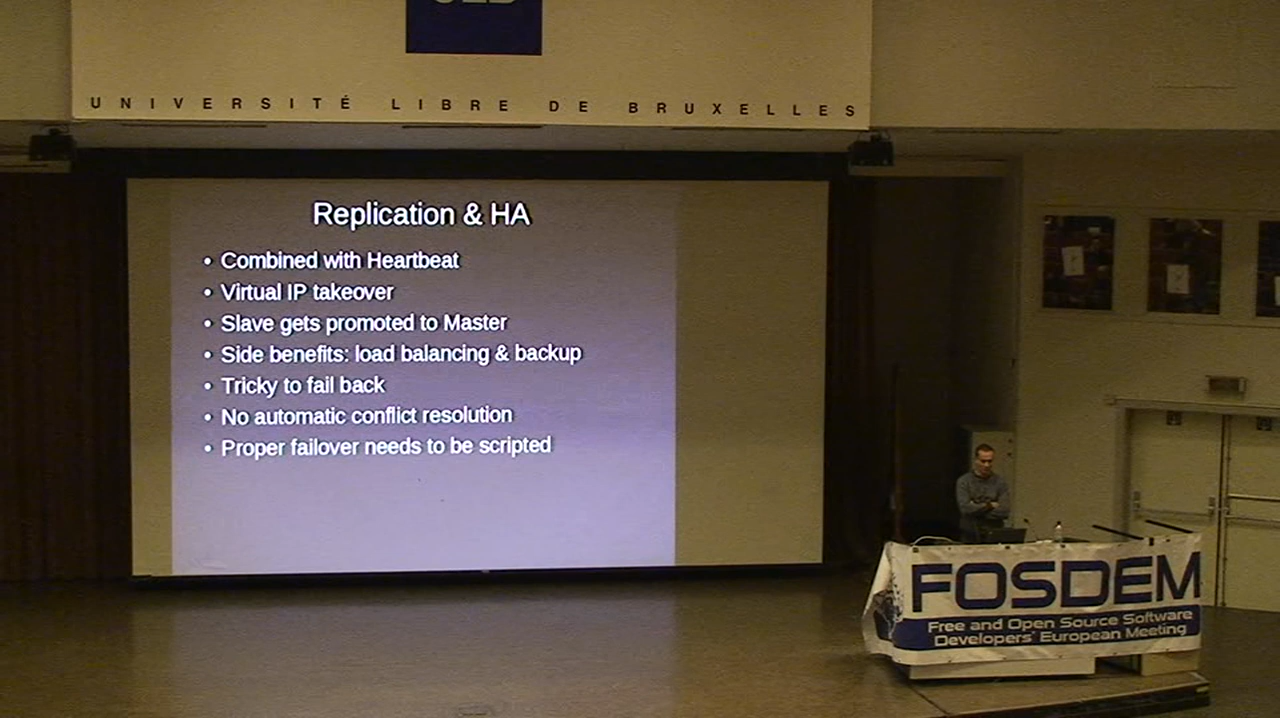 UNIVERSITÉ LIBRE DE BRUXELLES
Replication & HA
• Combined with Heartbeat
• Virtual IP takeover
• Slave gets promoted to Master
• Side benefits: load balancing & backup
• Tricky to fail back
• No automatic conflict resolution
• Proper failover needs to be scripted
FOSDEM
Free and Open Source Software
Developers' European Meeting